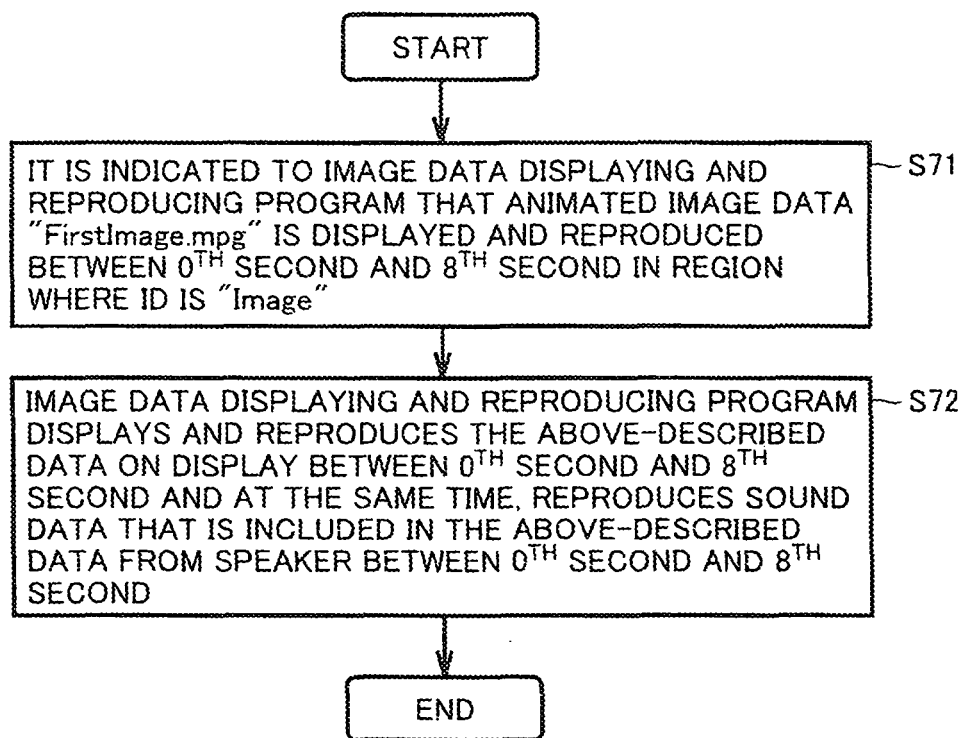 START
IT IS INDICATED TO IMAGE DATA DISPLAYING AND
REPRODUCING PROGRAM THAT ANIMATED IMAGE DATA
"FirstImage.mpg" IS DISPLAYED AND REPRODUCED
BETWEEN 0TH SECOND AND 8TH SECOND IN REGION
WHERE ID IS "Image"
S71
IMAGE DATA DISPLAYING AND REPRODUCING PROGRAM
DISPLAYS AND REPRODUCES THE ABOVE-DESCRIBED
DATA ON DISPLAY BETWEEN 0TH SECOND AND 8TH
SECOND AND AT THE SAME TIME, REPRODUCES SOUND
DATA THAT IS INCLUDED IN THE ABOVE-DESCRIBED
DATA FROM SPEAKER BETWEEN 0TH SECOND AND 8TH
SECOND
S72
END